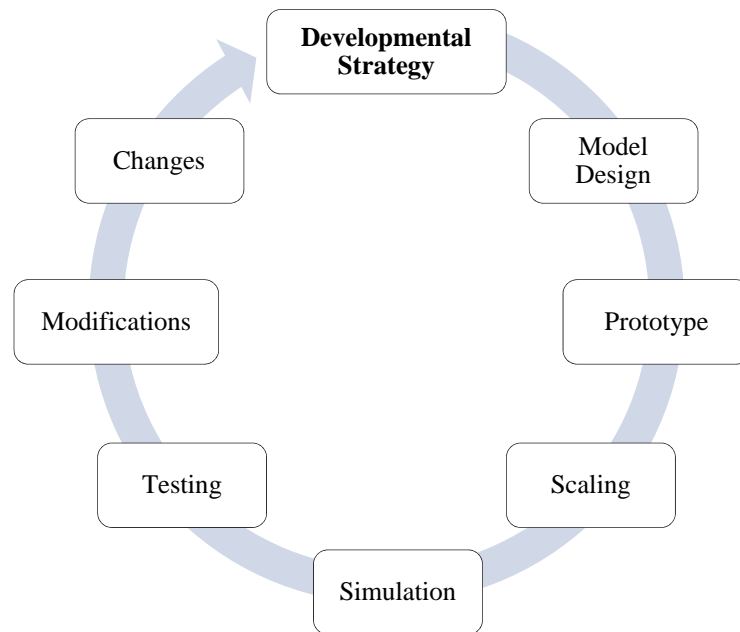 Developmental
Strategy
Model
Design
Prototype
Scaling
Simulation
Testing
Modifications
Changes